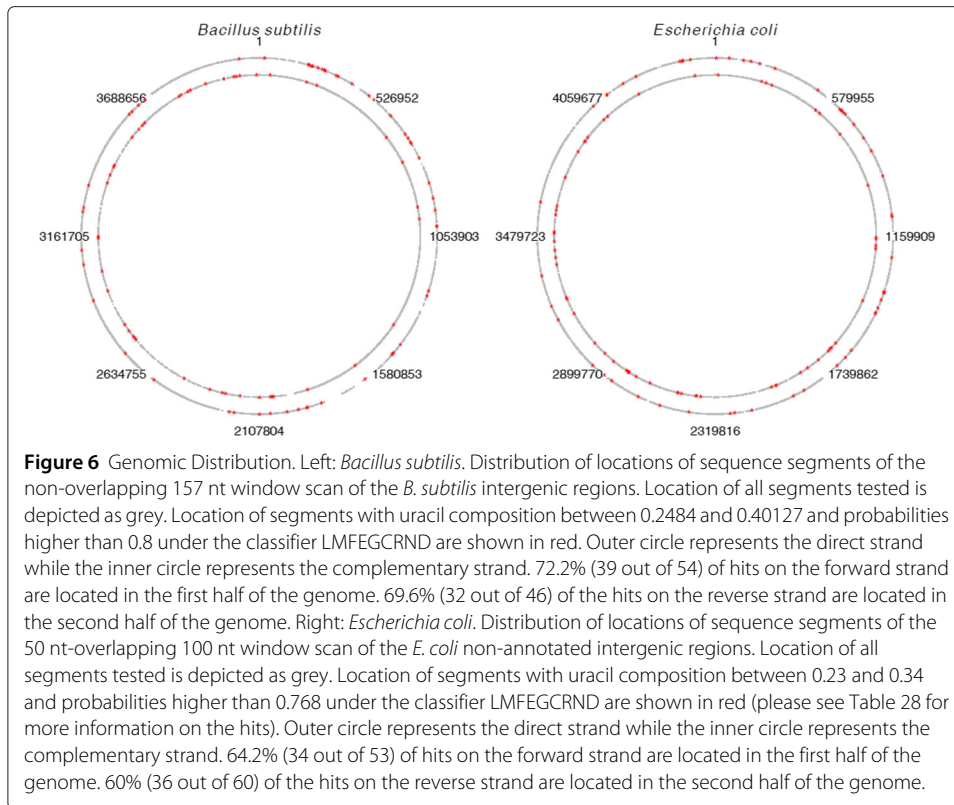 Bacillus subtilis
1
526952
1053903
1580853
2107804
2634755
3161705
3688656
Escherichia coli
1
579955
1159909
1739862
2319816
2899770
3479723
4059677
Figure 6 Genomic Distribution. Left: Bacillus subtilis. Distribution of locations of sequence segments of the
non-overlapping 157 nt window scan of the B. subtilis intergenic regions. Location of all segments tested is
depicted as grey. Location of segments with uracil composition between 0.2484 and 0.40127 and probabilities
higher than 0.8 under the classifier LMFEGCRND are shown in red. Outer circle represents the direct strand
while the inner circle represents the complementary strand. 72.2% (39 out of 54) of hits on the forward strand
are located in the first half of the genome. 69.6% (32 out of 46) of the hits on the reverse strand are located in
the second half of the genome. Right: Escherichia coli. Distribution of locations of sequence segments of the
50 nt-overlapping 100 nt window scan of the E. coli non-annotated intergenic regions. Location of all
segments tested is depicted as grey. Location of segments with uracil composition between 0.23 and 0.34
and probabilities higher than 0.768 under the classifier LMFEGCRND are shown in red (please see Table 28 for
more information on the hits). Outer circle represents the direct strand while the inner circle represents the
complementary strand. 64.2% (34 out of 53) of hits on the forward strand are located in the first half of the
genome. 60% (36 out of 60) of the hits on the reverse strand are located in the second half of the genome.